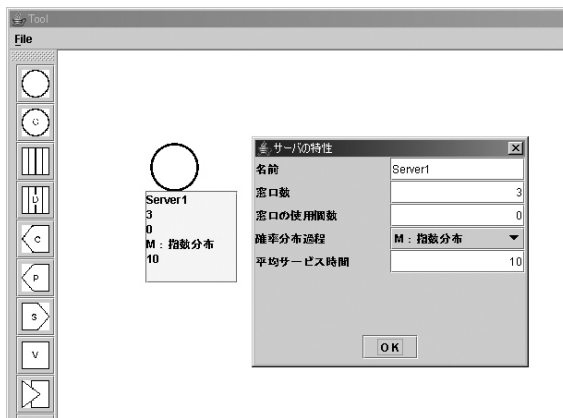 Tool
File
C
D
C
P
S
V
Server1
3
0
M : 指数分布
10
サーバの特性
名前 Server1
窓口数 3
窓口の使用個数 0
確率分布過程 M : 指数分布
平均サービス時間 10
OK